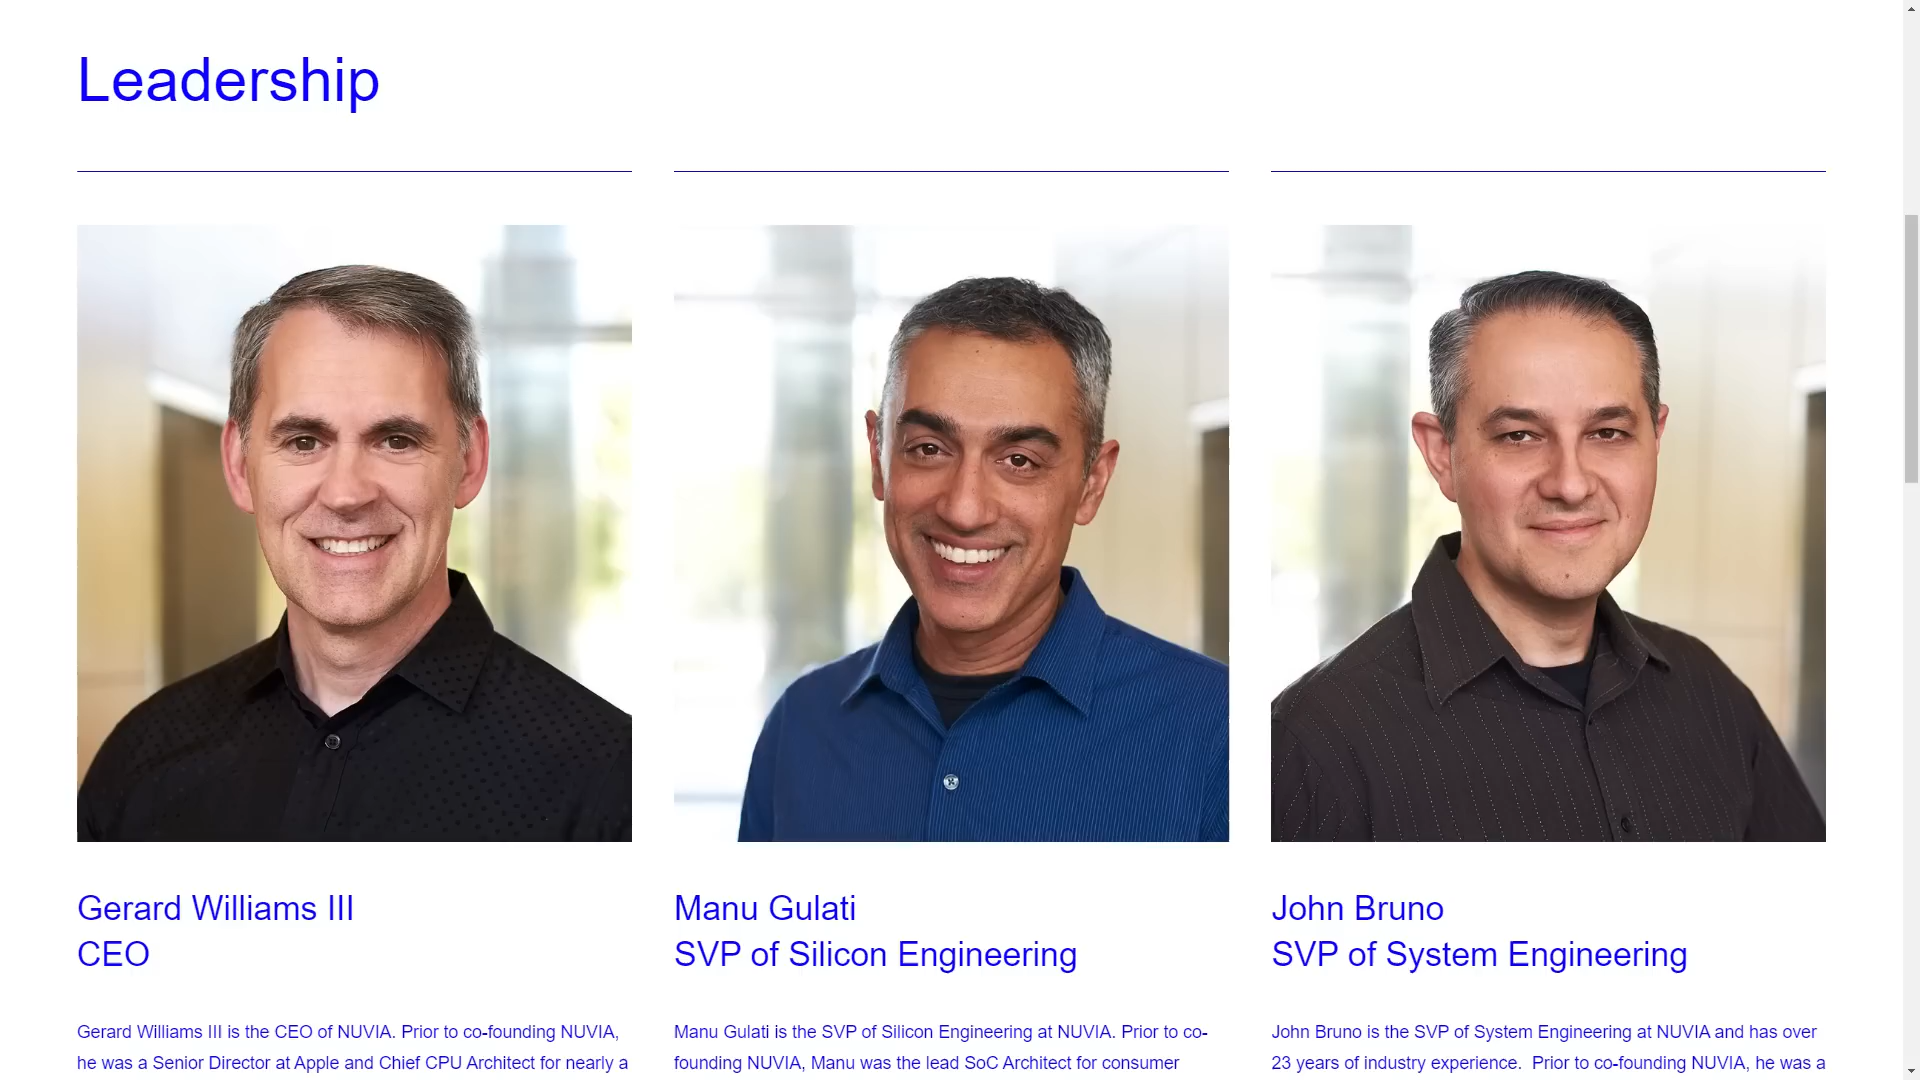 Leadership
Gerard Williams III
CEO
Gerard Williams III is the CEO of NUVIA. Prior to co-founding NUVIA,
he was a Senior Director at Apple and Chief CPU Architect for nearly a
Manu Gulati
SVP of Silicon Engineering
Manu Gulati is the SVP of Silicon Engineering at NUVIA. Prior to co-
founding NUVIA, Manu was the lead SoC Architect for consumer
John Bruno
SVP of System Engineering
John Bruno is the SVP of System Engineering at NUVIA and has over
23 years of industry experience.  Prior to co-founding NUVIA, he was a